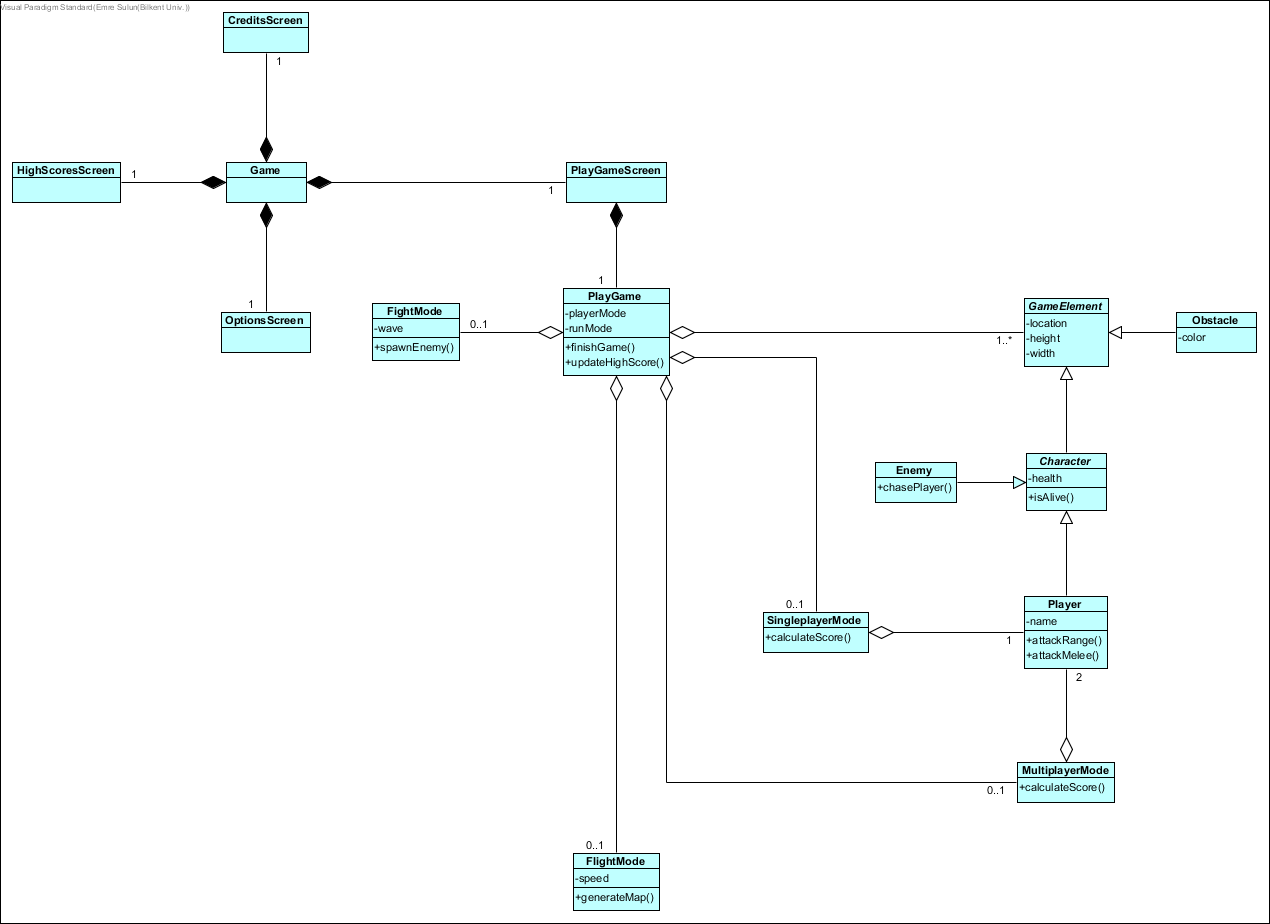 Visual Paradigm Standard(Emre Sulun(Bilkent Univ.))
CreditsScreen
1
HighScoresScreen
1
Game
PlayGameScreen
1
1
OptionsScreen
1
PlayGame
-playerMode
-runMode
+finishGame()
+updateHighScore()
FightMode
-wave
+spawnEnemy()
0..1
GameElement
-location
-height
-width
1..*
Obstacle
-color
Enemy
+chasePlayer()
Character
-health
+isAlive()
0..1
SingleplayerMode
+calculateScore()
1
Player
-name
+attackRange()
+attackMelee()
2
MultiplayerMode
+calculateScore()
0..1
0..1
FlightMode
-speed
+generateMap()